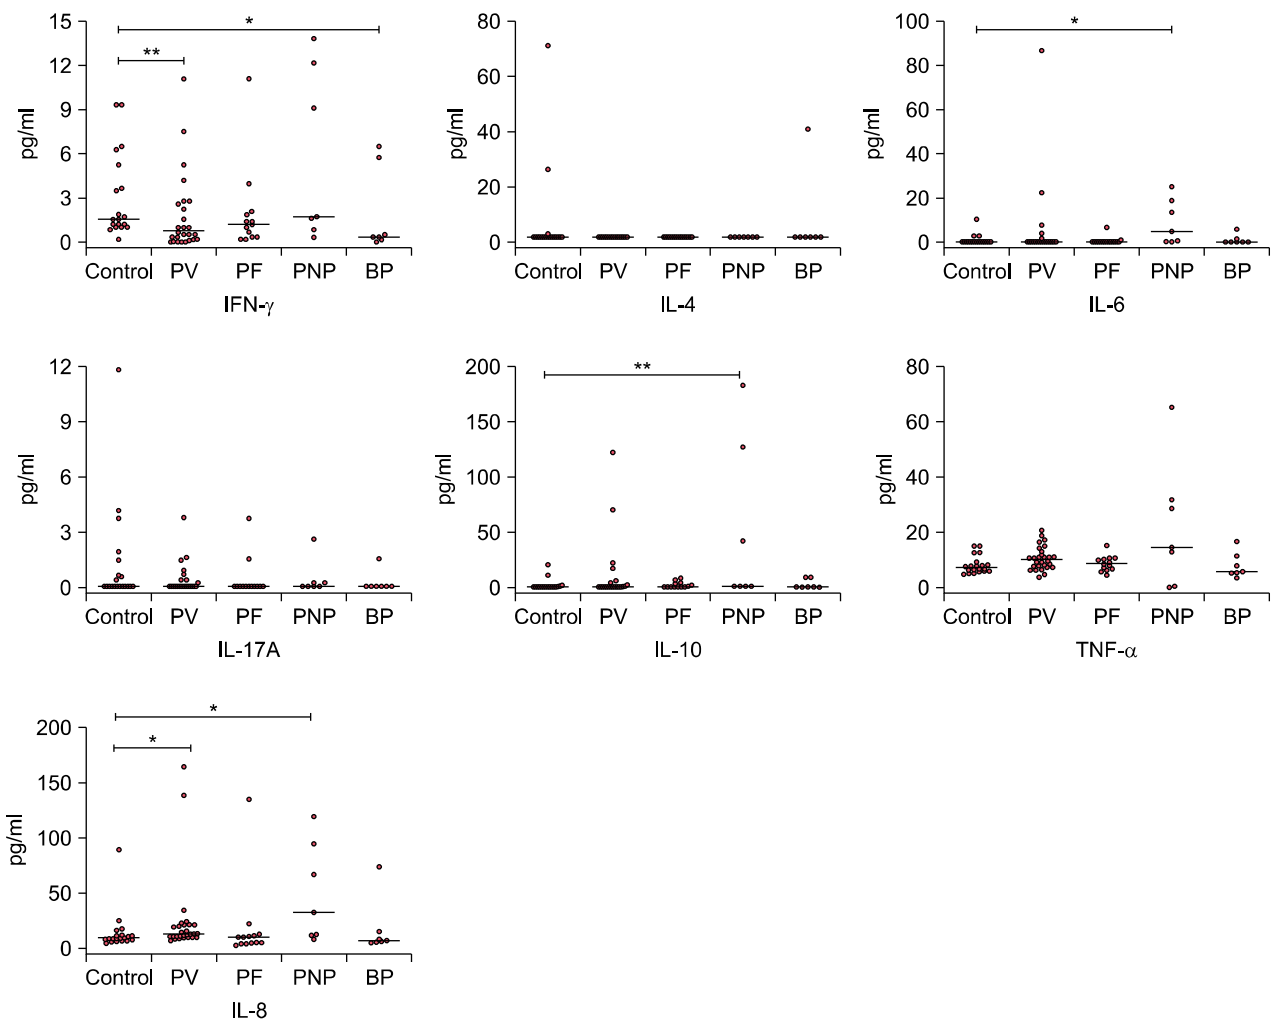 *
**
15
12
9
6
3
0
pg/ml
Control PV PF PNP BP
IFN-γ
80
60
40
20
0
pg/ml
Control PV PF PNP BP
IL-4
*
100
80
60
40
20
0
pg/ml
Control PV PF PNP BP
IL-6
12
9
6
3
0
pg/ml
Control PV PF PNP BP
IL-17A
**
200
150
100
50
0
pg/ml
Control PV PF PNP BP
IL-10
80
60
40
20
0
pg/ml
Control PV PF PNP BP
TNF-α
*
*
200
150
100
50
0
pg/ml
Control PV PF PNP BP
IL-8